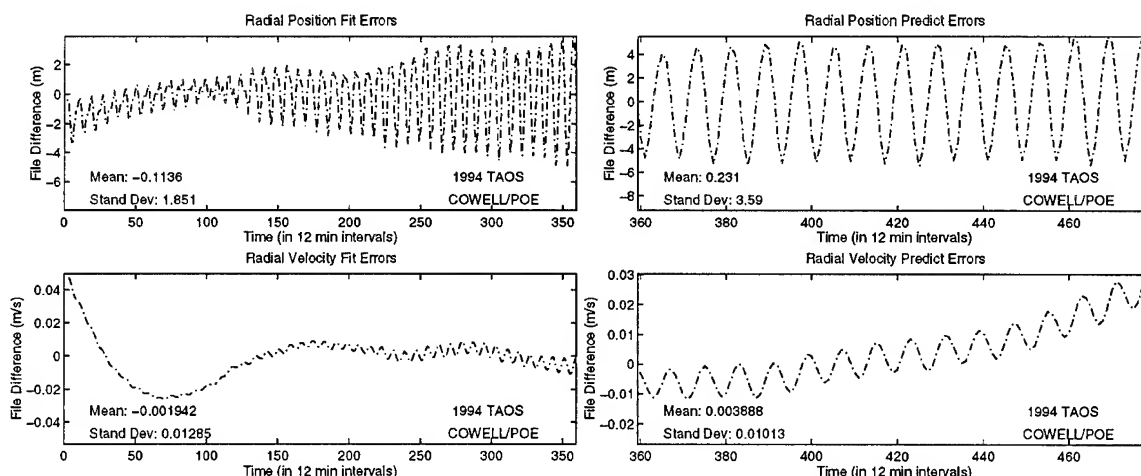 Radial Position Fit Errors
File Difference (m)
2
0
−2
−4
−6
Mean: −0.1136
1994 TAOS
Stand Dev: 1.851
COWELL/POE
0 50 100 150 200 250 300 350
Time (in 12 min intervals)
Radial Position Predict Errors
File Difference (m)
4
2
0
−2
−4
−6
−8
Mean: 0.231
1994 TAOS
Stand Dev: 3.59
COWELL/POE
360 380 400 420 440 460
Time (in 12 min intervals)
Radial Velocity Fit Errors
File Difference (m/s)
0.04
0.02
0
−0.02
−0.04
Mean: −0.001942
1994 TAOS
Stand Dev: 0.01285
COWELL/POE
0 50 100 150 200 250 300 350
Time (in 12 min intervals)
Radial Velocity Predict Errors
File Difference (m/s)
0.03
0.02
0.01
0
−0.01
−0.02
Mean: 0.003888
1994 TAOS
Stand Dev: 0.01013
COWELL/POE
360 380 400 420 440 460
Time (in 12 min intervals)